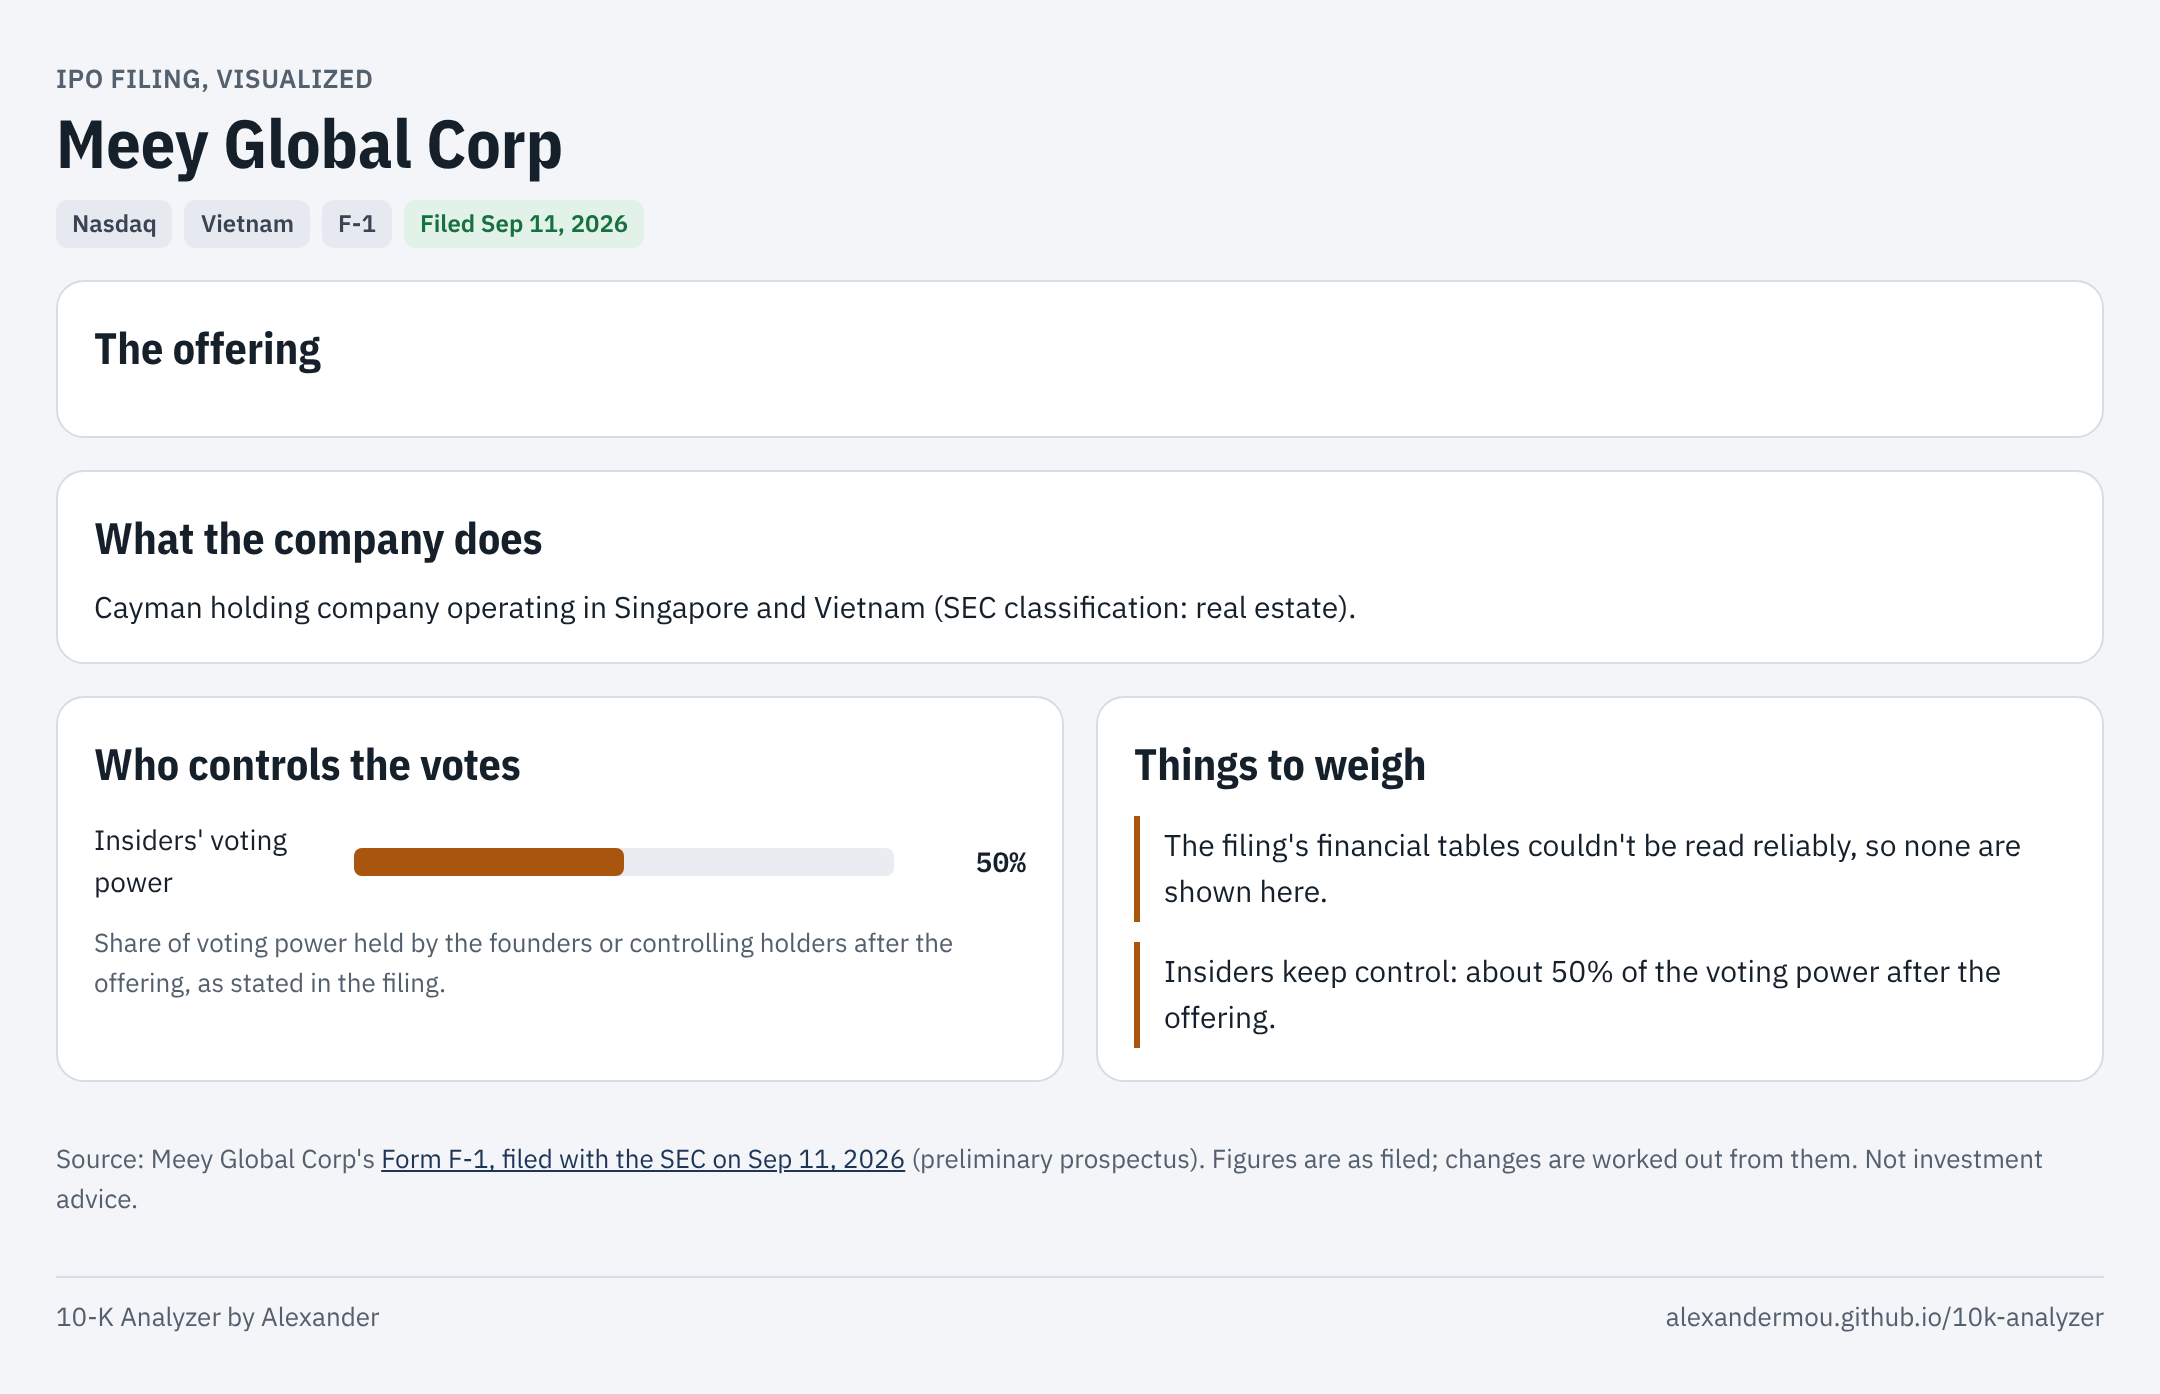 IPO FILING, VISUALIZED
Meey Global Corp
Nasdaq Vietnam F-1 Filed Sep 11, 2026
The offering
What the company does
Cayman holding company operating in Singapore and Vietnam (SEC classification: real estate).
Who controls the votes
Insiders' voting
power
50%
Share of voting power held by the founders or controlling holders after the
offering, as stated in the filing.
Things to weigh
The filing's financial tables couldn't be read reliably, so none are
shown here.
Insiders keep control: about 50% of the voting power after the
offering.
Source: Meey Global Corp's Form F-1, filed with the SEC on Sep 11, 2026 (preliminary prospectus). Figures are as filed; changes are worked out from them. Not investment
advice.
10-K Analyzer by Alexander
alexandermou.github.io/10k-analyzer